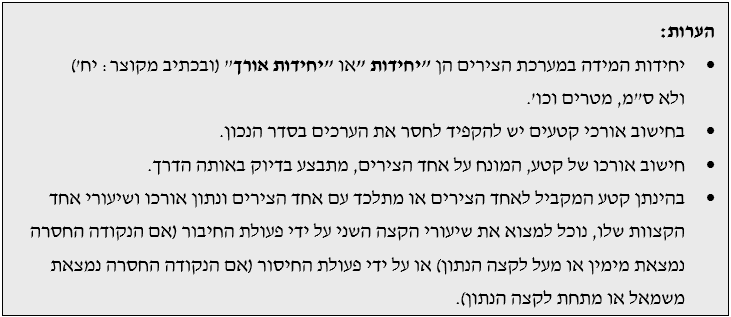 הערות:
• יחידות המידה במערכת הצירים הן "יחידות "או "יחידות אורך" (ובכתיב מקוצר: יח')
ולא ס"מ, מטרים וכו'.
• בחישוב אורכי קטעים יש להקפיד לחסר את הערכים בסדר הנכון.
• חישוב אורכו של קטע, המונח על אחד הצירים, מתבצע בדיוק באותה הדרך.
• בהינתן קטע המקביל לאחד הצירים או מתלכד עם אחד הצירים ונתון אורכו ושיעורי אחד
הקצוות שלו, נוכל למצוא את שיעורי הקצה השני על ידי פעולת החיבור (אם הנקודה החסרה
נמצאת מימין או מעל לקצה הנתון) או על ידי פעולת החיסור (אם הנקודה החסרה נמצאת
משמאל או מתחת לקצה הנתון).